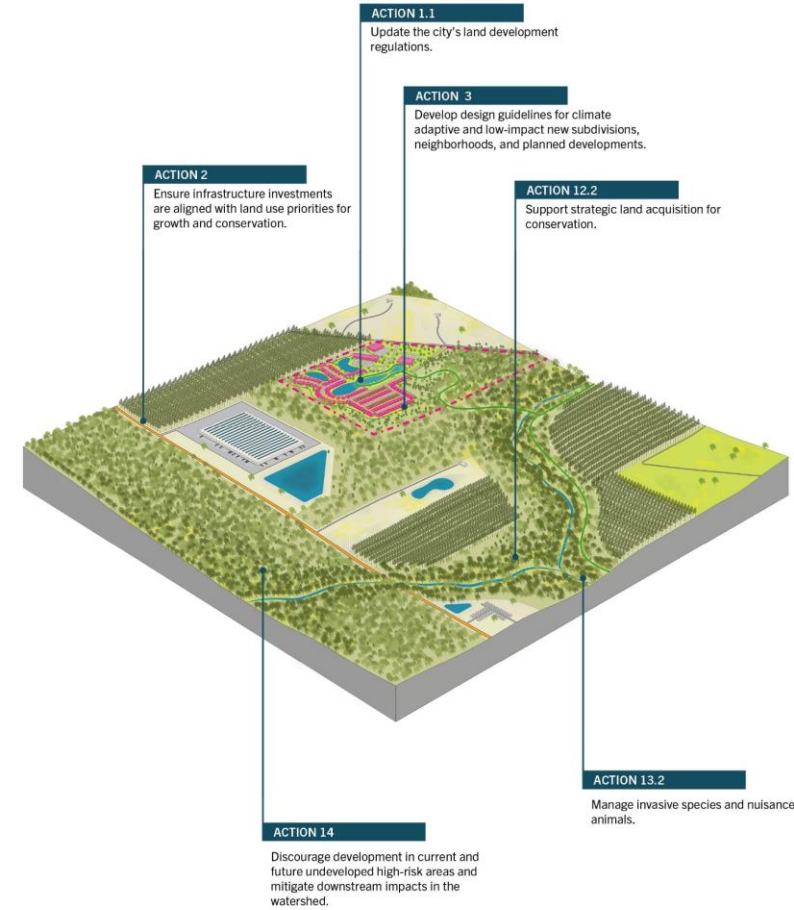 ACTION 1.1
Update the city's land development
regulations.
ACTION 3
Develop design guidelines for climate
adaptive and low-impact new subdivisions,
neighborhoods, and planned developments.
ACTION 2
Ensure infrastructure investments
are aligned with land use priorities for
growth and conservation.
ACTION 12.2
Support strategic land acquisition for
conservation.
ACTION 13.2
Manage invasive species and nuisance
animals.
ACTION 14
Discourage development in current and
future undeveloped high-risk areas and
mitigate downstream impacts in the
watershed.